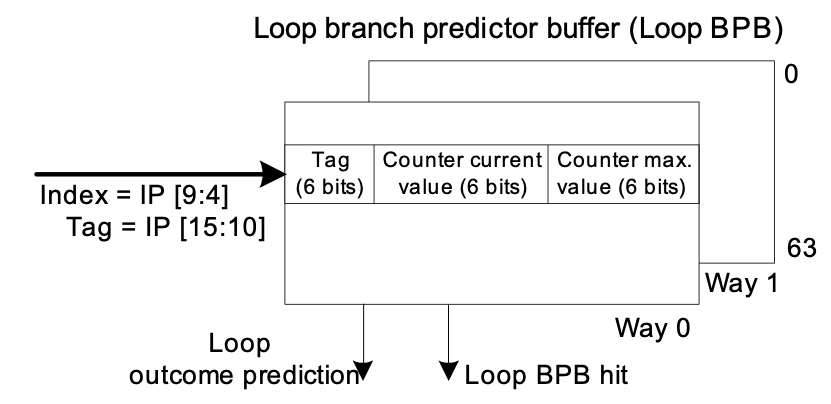 Loop branch predictor buffer (Loop BPB)
0
Tag
(6 bits)
Counter current
value (6 bits)
Counter max.
value (6 bits)
Index = IP [9:4]
Tag = IP [15:10]
63
Way 1
Way 0
Loop
outcome prediction
Loop BPB hit